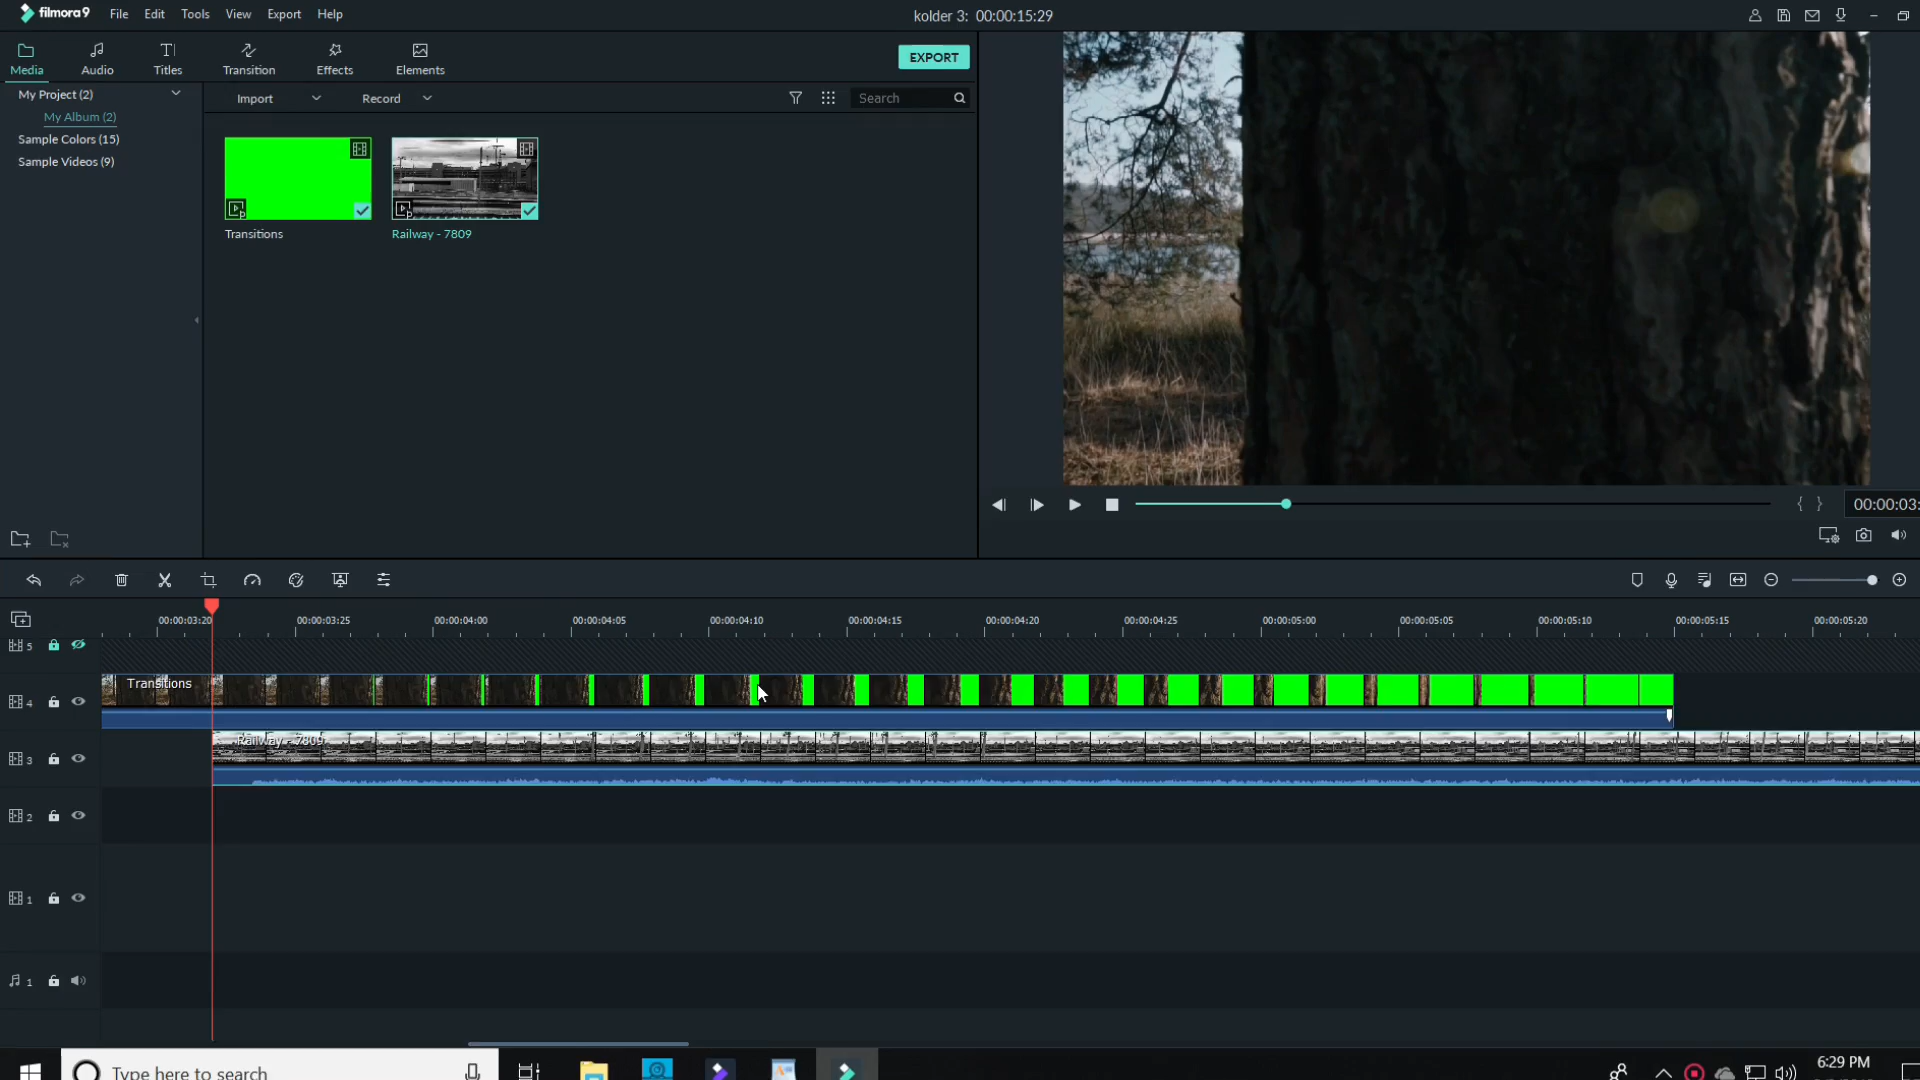 filmora9 File Edit Tools View Export Help
kolder 3: 00:00:15:29
Media Audio Titles Transition Effects Elements
EXPORT
My Project (2)
Import Record Search
My Album (2)
Sample Colors (15)
Sample Videos (9)
Transitions
Railway - 7809
00:00:03:
00:00:03:20 00:00:03:25 00:00:04:00 00:00:04:05 00:00:04:10 00:00:04:15 00:00:04:20 00:00:04:25 00:00:05:00 00:00:05:05 00:00:05:10 00:00:05:15 00:00:05:20
5
Transitions
4
Railway - 7809
3
2
1
1
Type here to search
6:29 PM